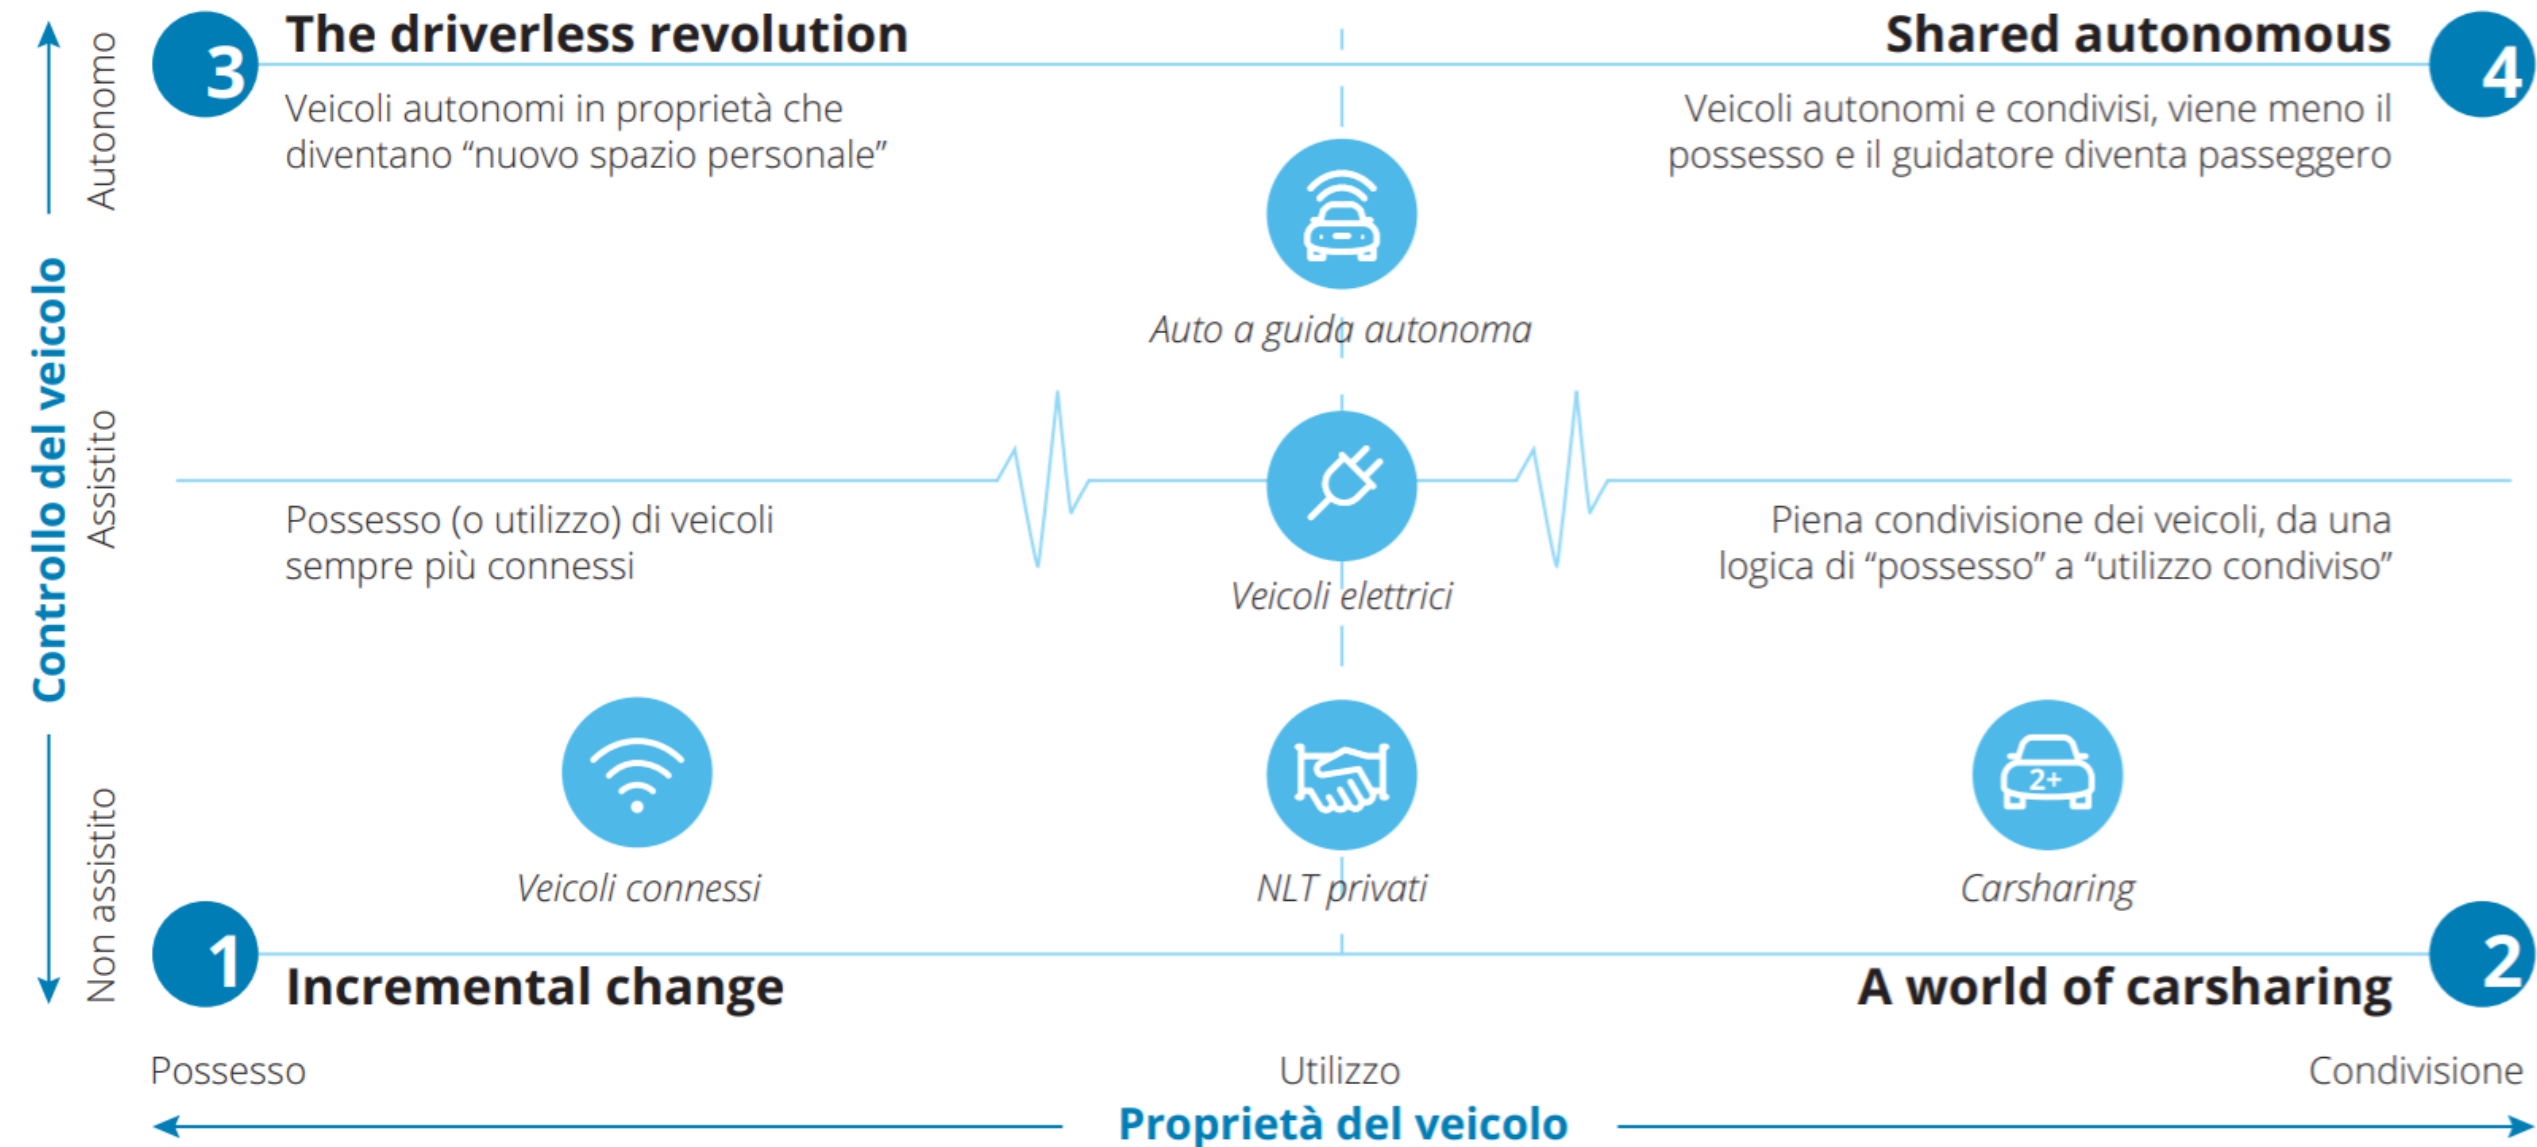 3
The driverless revolution
Veicoli autonomi in proprietà che
diventano “nuovo spazio personale”
Shared autonomous
4
Veicoli autonomi e condivisi, viene meno il
possesso e il guidatore diventa passeggero
Auto a guida autonoma
Controllo del veicolo
Autonomo
Assistito
Non assistito
Possesso (o utilizzo) di veicoli
sempre più connessi
Veicoli elettrici
Piena condivisione dei veicoli, da una
logica di “possesso” a “utilizzo condiviso”
Veicoli connessi
NLT privati
2+
Carsharing
1
Incremental change
A world of carsharing
2
Possesso
Utilizzo
Condivisione
Proprietà del veicolo